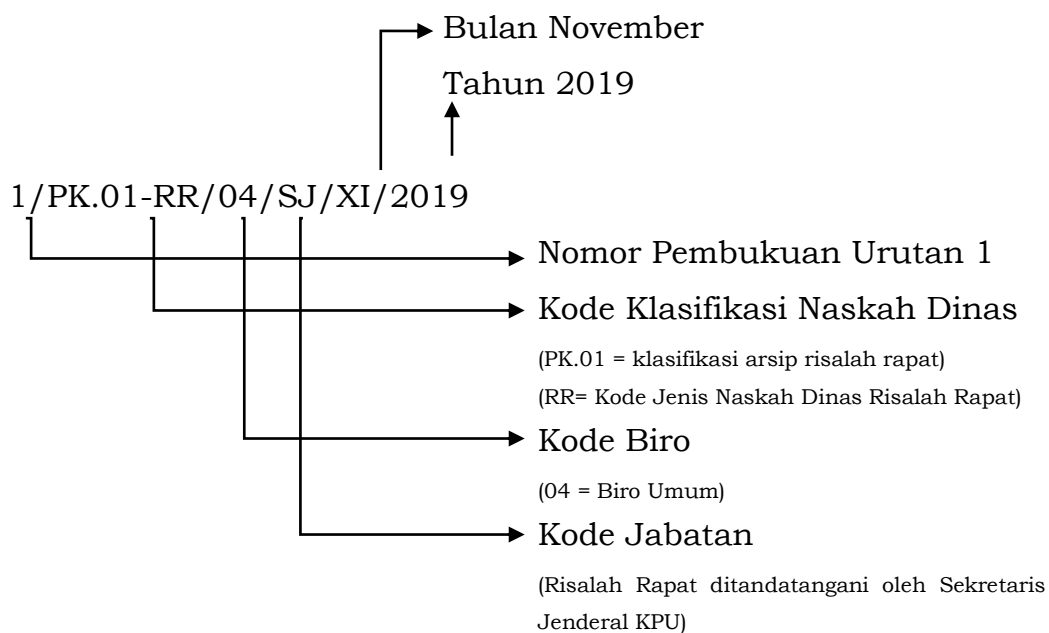 Bulan November
Tahun 2019
1/PK.01-RR/04/SJ/XI/2019
Nomor Pembukuan Urutan 1
Kode Klasifikasi Naskah Dinas
(PK.01 = klasifikasi arsip risalah rapat)
(RR= Kode Jenis Naskah Dinas Risalah Rapat)
Kode Biro
(04 = Biro Umum)
Kode Jabatan
(Risalah Rapat ditandatangani oleh Sekretaris
Jenderal KPU)